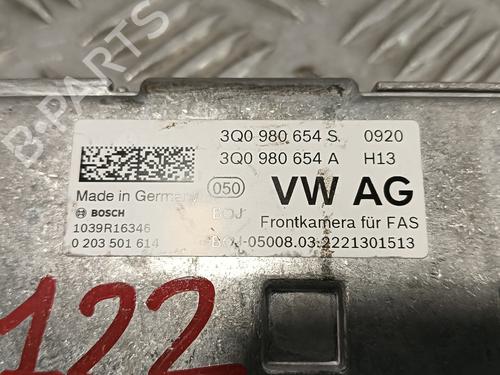 3Q0 980 654 S 0920
3Q0 980 654 A H13
Made in Germany
050
VW AG
BOSCH
BOJ
Frontkamera für FAS
1039R16346
0 203 501 614
BOJ-05008.03-2221301513
122
B-PARTS